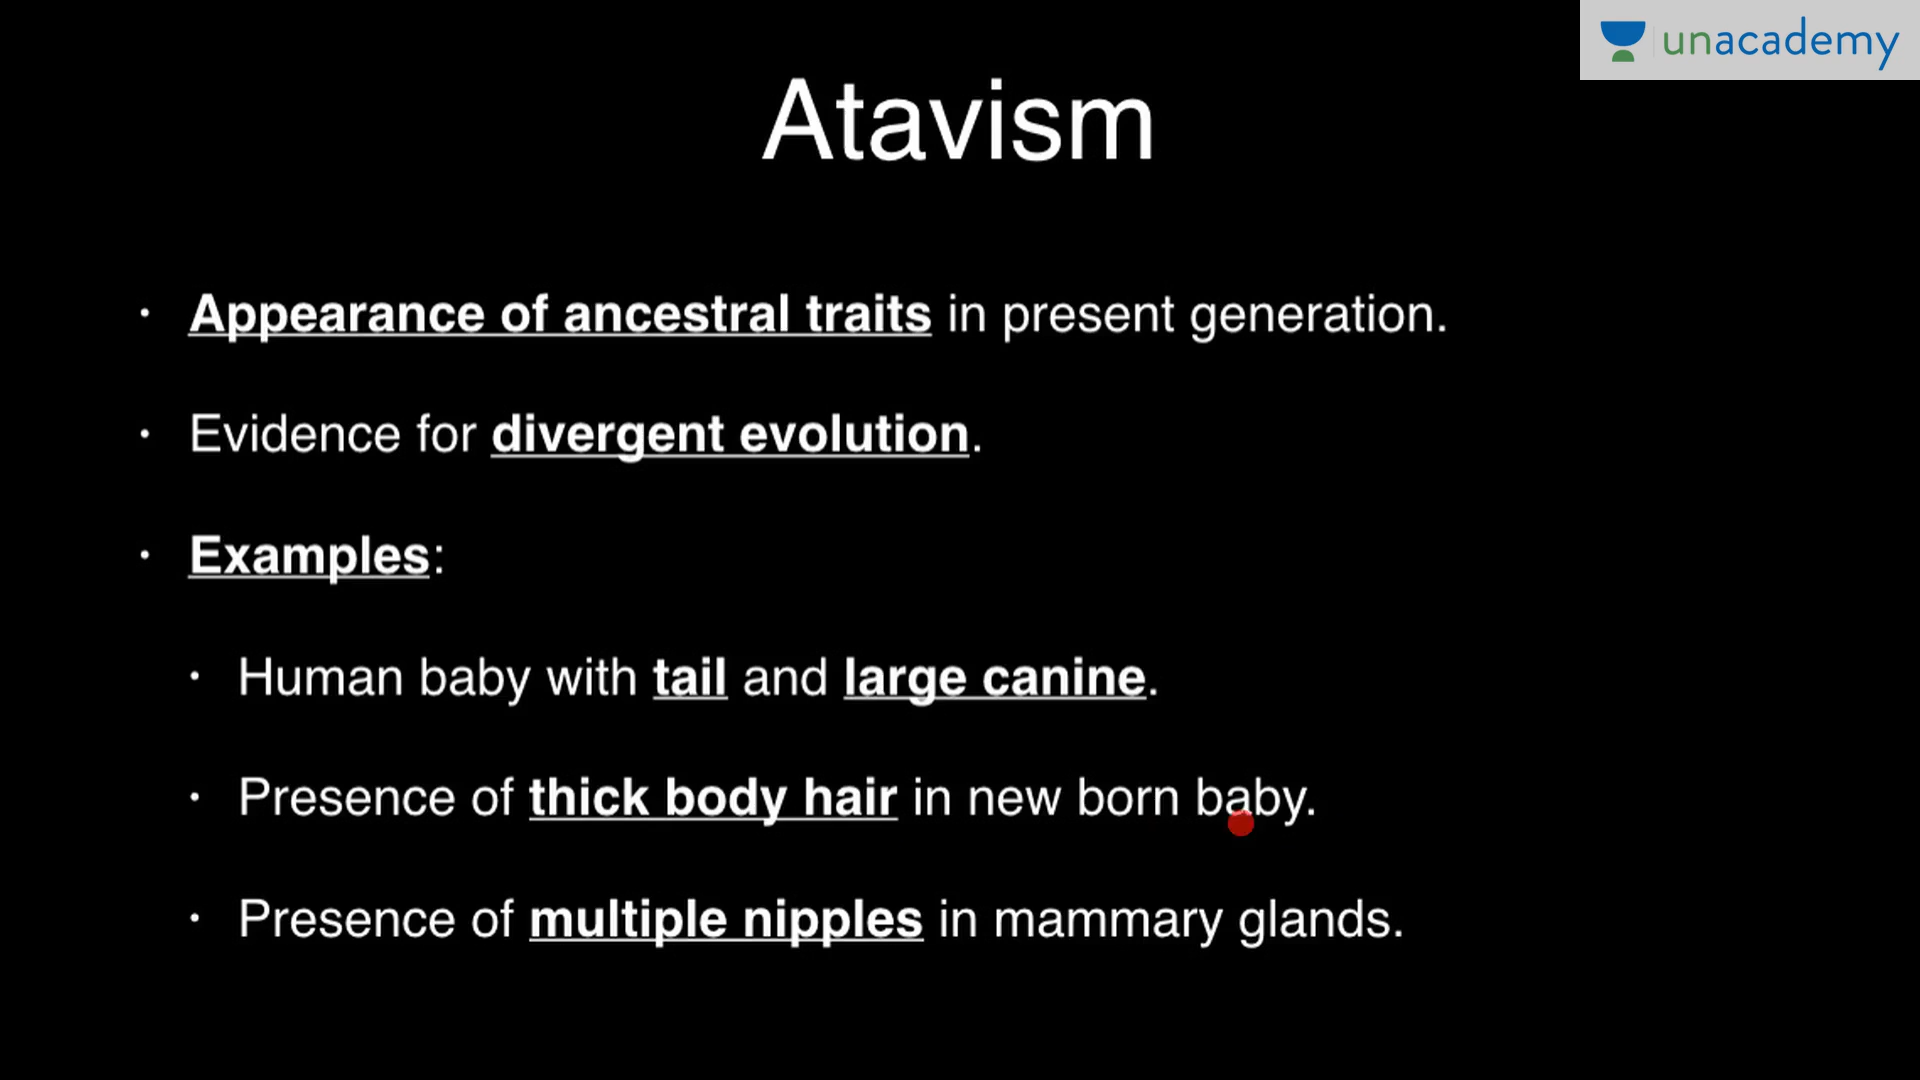 unacademy
Atavism
• Appearance of ancestral traits in present generation.
• Evidence for divergent evolution.
• Examples:
• Human baby with tail and large canine.
• Presence of thick body hair in new born baby.
• Presence of multiple nipples in mammary glands.